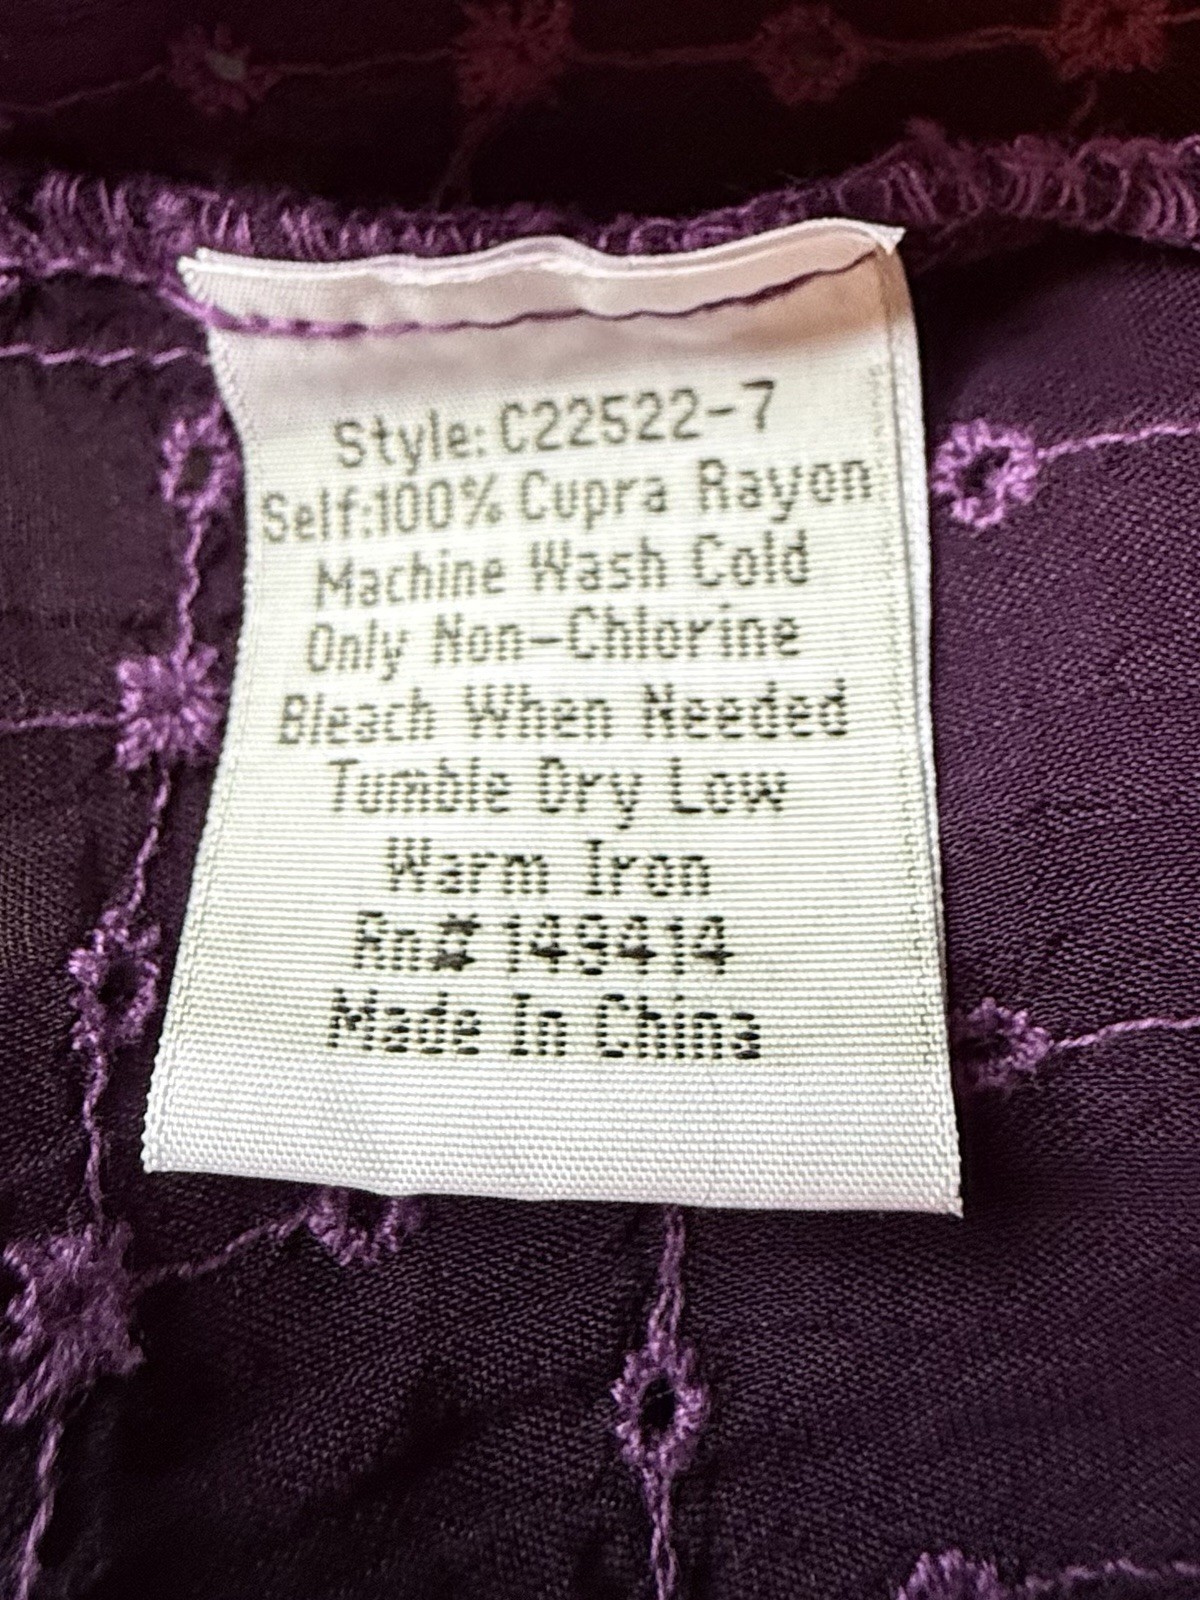 Style: C22522-7
Self:100% Cupra Rayon
Machine Wash Cold
Only Non-Chlorine
Bleach When Needed
Tumble Dry Low
Warm Iron
Rn# 149414
Made In China